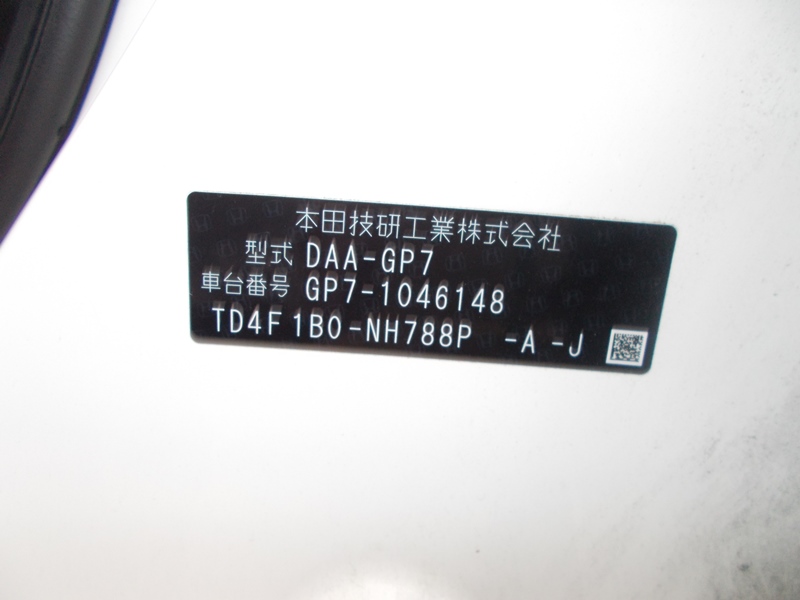 本田技研工業株式会社
型式 DAA-GP7
車台番号 GP7-1046148
TD4F1B0-NH788P -A -J